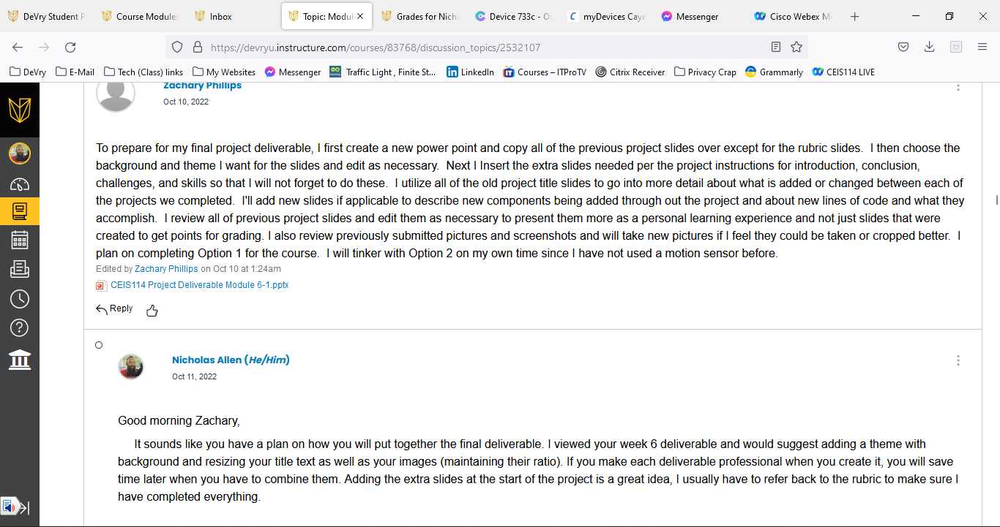 DeVry Student P
Course Modules
Inbox
Topic: Modul
Grades for Nich
Device 733c - O
myDevices Caye
Messenger
Cisco Webex M
https://devryu.instructure.com/courses/83768/discussion_topics/2532107
DeVry
E-Mail
Tech (Class) links
My Websites
Messenger
Traffic Light , Finite St...
LinkedIn
Courses – ITProTV
Citrix Receiver
Privacy Crap
Grammarly
CEIS114 LIVE
Zachary Phillips
Oct 10, 2022
To prepare for my final project deliverable, I first create a new power point and copy all of the previous project slides over except for the rubric slides.  I then choose the
background and theme I want for the slides and edit as necessary.  Next I Insert the extra slides needed per the project instructions for introduction, conclusion,
challenges, and skills so that I will not forget to do these.  I utilize all of the old project title slides to go into more detail about what is added or changed between each of
the projects we completed.  I'll add new slides if applicable to describe new components being added through out the project and about new lines of code and what they
accomplish.  I review all of previous project slides and edit them as necessary to present them more as a personal learning experience and not just slides that were
created to get points for grading. I also review previously submitted pictures and screenshots and will take new pictures if I feel they could be taken or cropped better.  I
plan on completing Option 1 for the course.  I will tinker with Option 2 on my own time since I have not used a motion sensor before.
Edited by Zachary Phillips on Oct 10 at 1:24am
CEIS114 Project Deliverable Module 6-1.pptx
Reply
Nicholas Allen (He/Him)
Oct 11, 2022
Good morning Zachary,
It sounds like you have a plan on how you will put together the final deliverable. I viewed your week 6 deliverable and would suggest adding a theme with
background and resizing your title text as well as your images (maintaining their ratio). If you make each deliverable professional when you create it, you will save
time later when you have to combine them. Adding the extra slides at the start of the project is a great idea, I usually have to refer back to the rubric to make sure I
have completed everything.